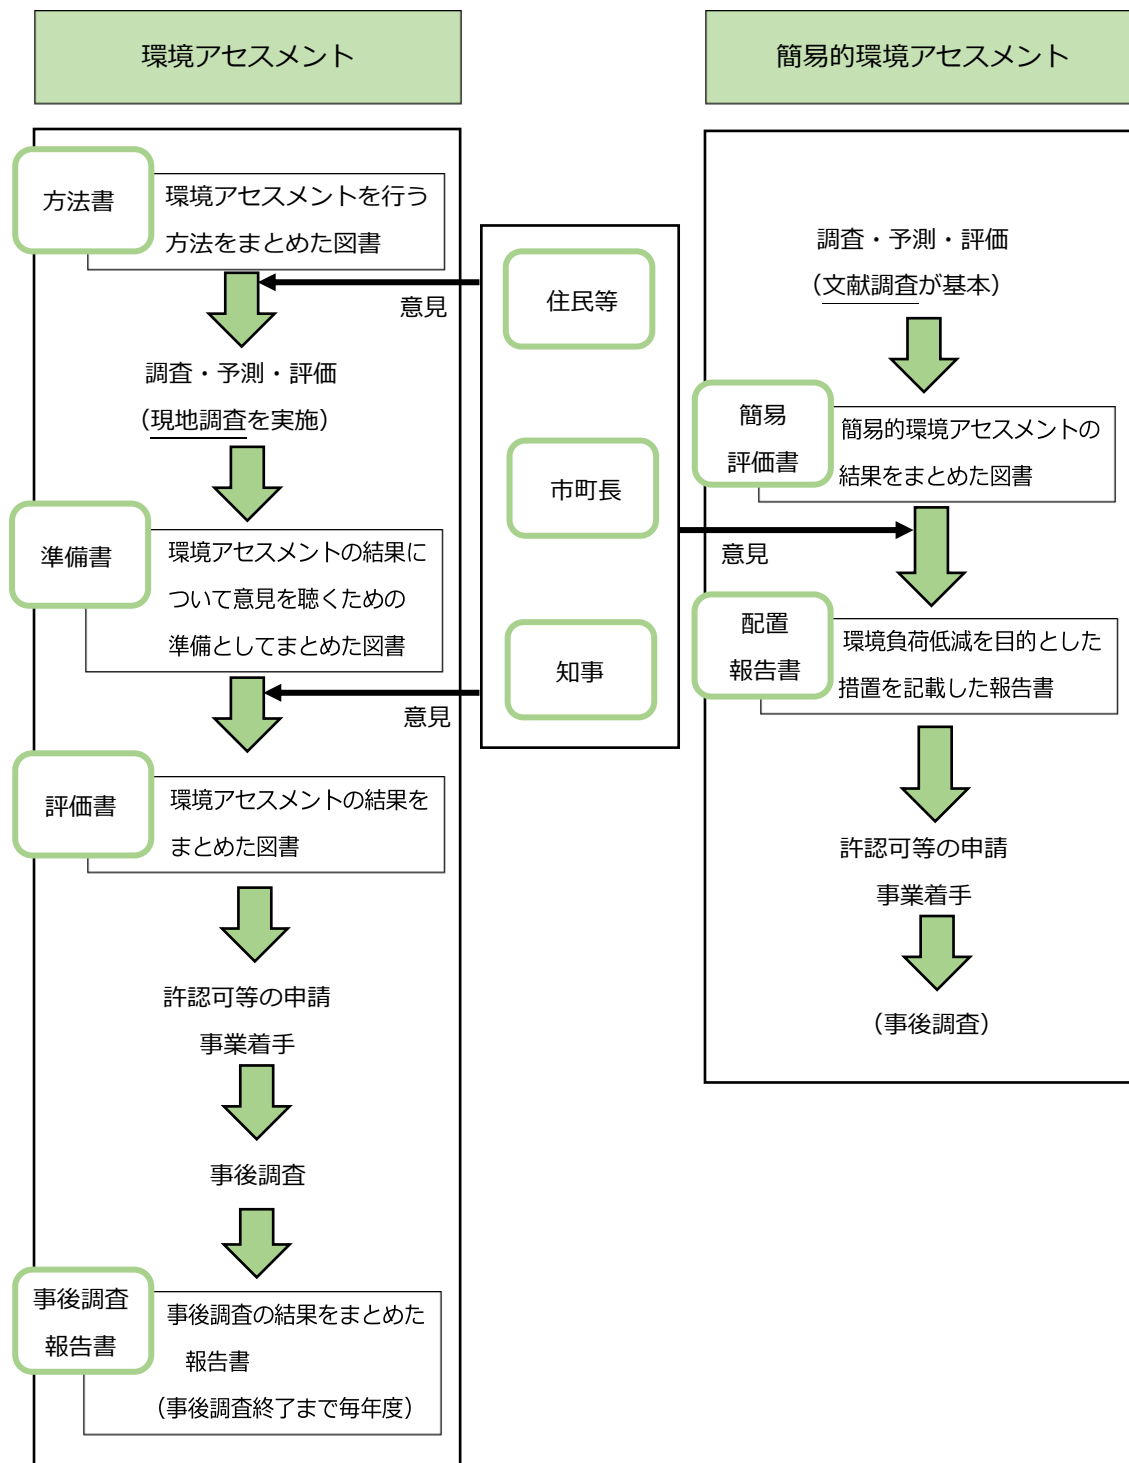 環境アセスメント
方法書
環境アセスメントを行う
方法をまとめた図書
意見
調査・予測・評価
（現地調査を実施）
準備書
環境アセスメントの結果に
ついて意見を聴くための
準備としてまとめた図書
意見
評価書
環境アセスメントの結果を
まとめた図書
許認可等の申請
事業着手
事後調査
事後調査
報告書
事後調査の結果をまとめた
報告書
（事後調査終了まで毎年度）
住民等
市町長
知事
簡易的環境アセスメント
調査・予測・評価
（文献調査が基本）
簡易
評価書
簡易的環境アセスメントの
結果をまとめた図書
意見
配置
報告書
環境負荷低減を目的とした
措置を記載した報告書
許認可等の申請
事業着手
（事後調査）